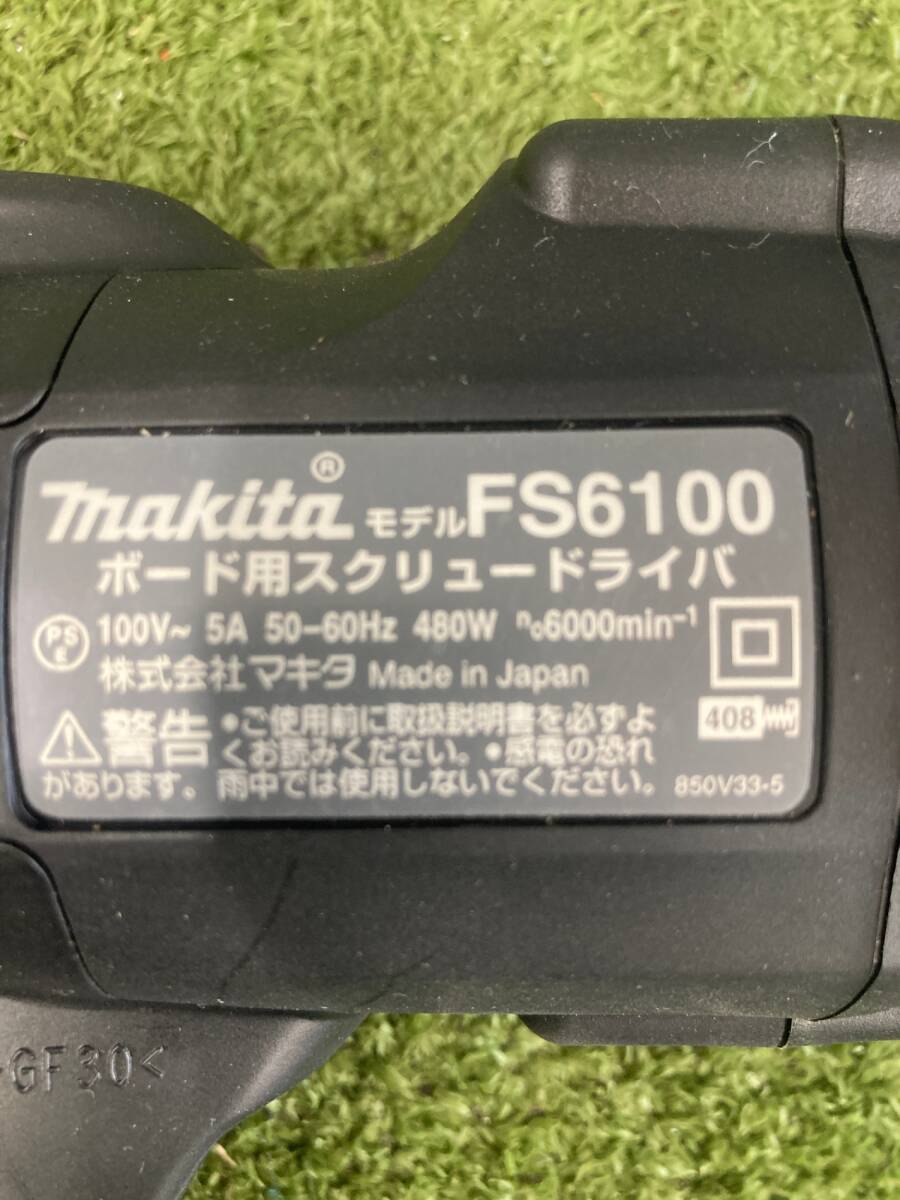 makita® モデルFS6100
ボード用スクリュードライバ
PSE 100V~ 5A 50-60Hz 480W n₀6000min⁻¹
株式会社マキタ Made in Japan
408
警告 •ご使用前に取扱説明書を必ずよ
くお読みください。•感電の恐れ
があります。雨中では使用しないでください。
850V33-5
GF30<